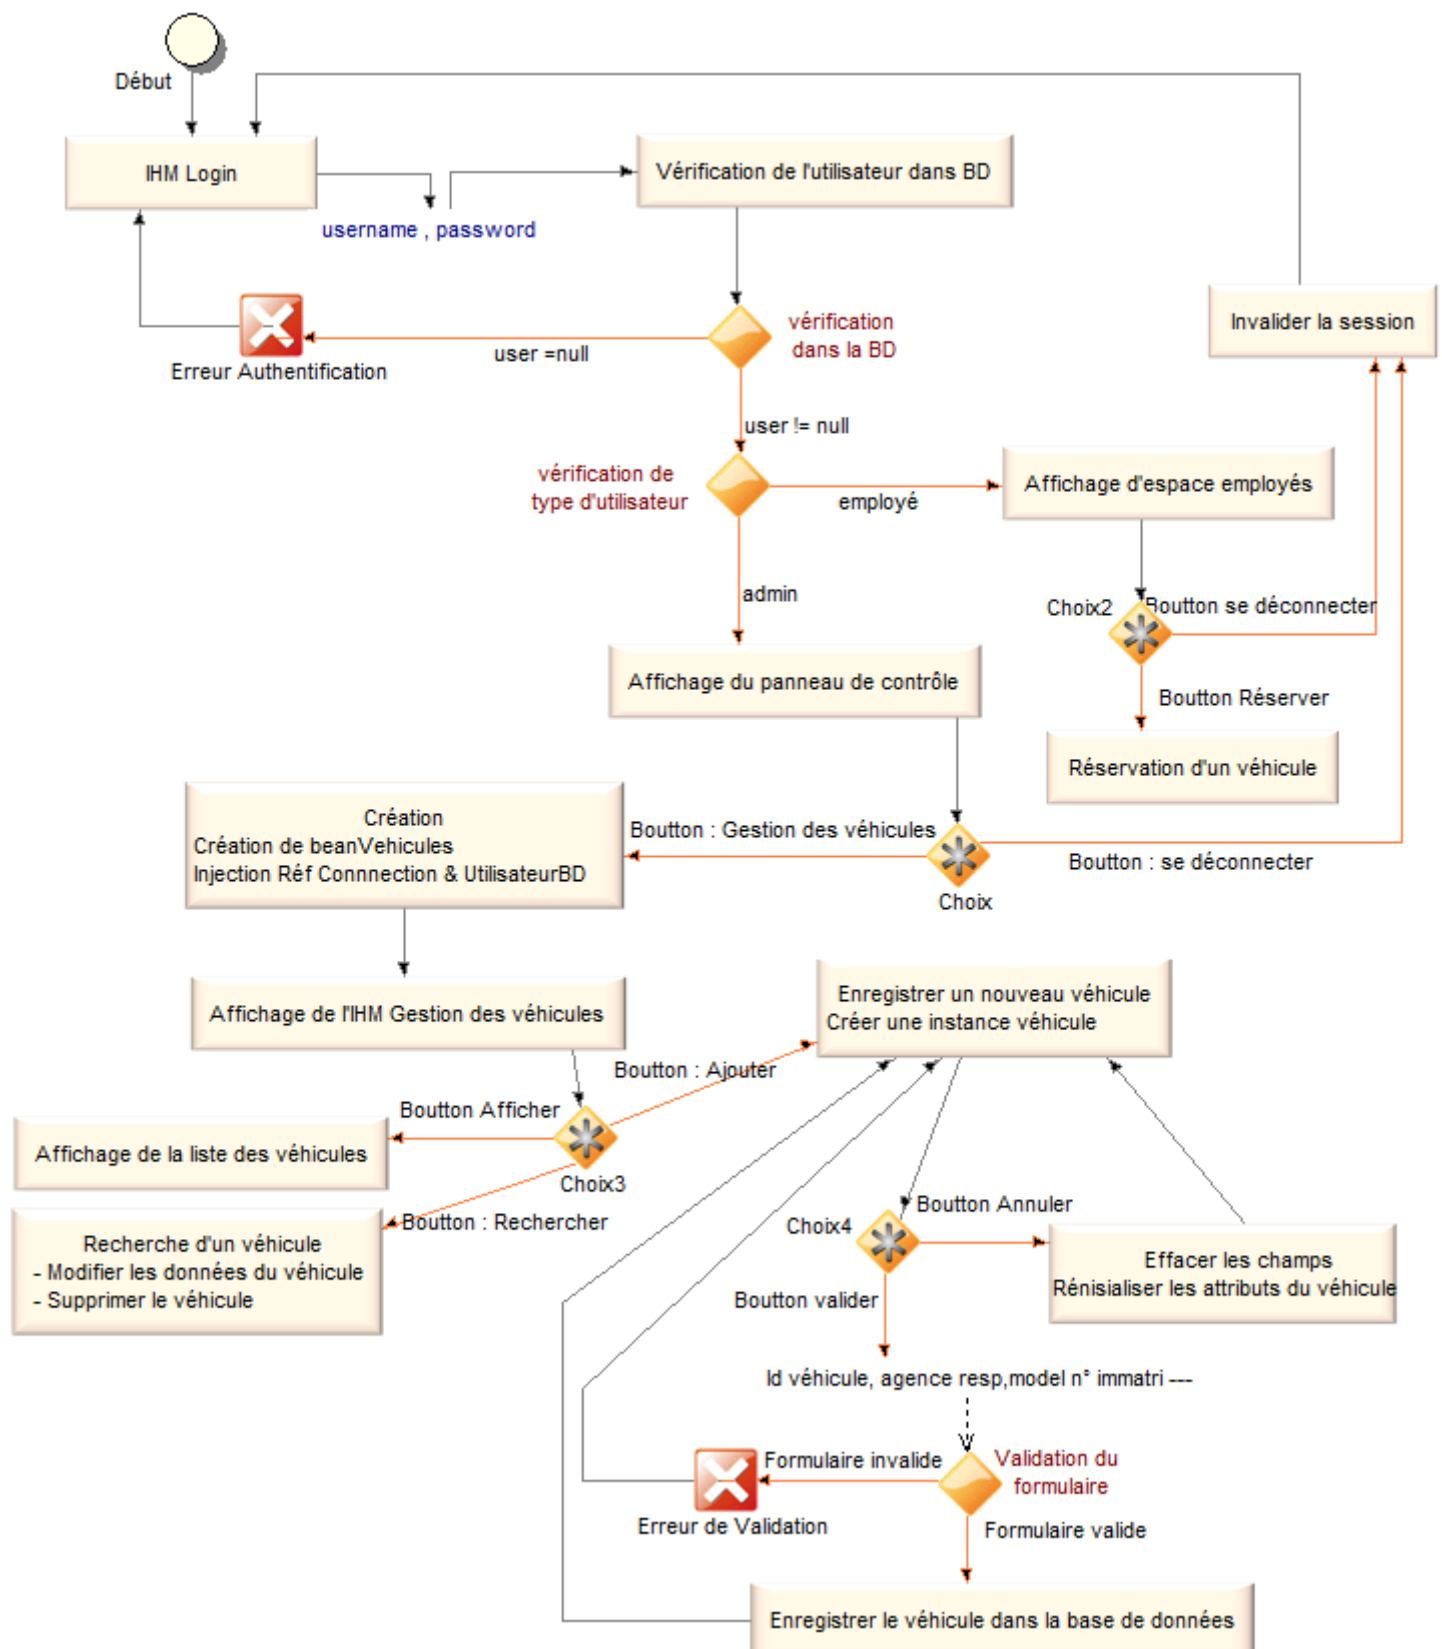 Début
IHM Login
Vérification de l'utilisateur dans BD
username , password
Invalider la session
vérification
dans la BD
user =null
Erreur Authentification
user != null
vérification de
type d'utilisateur
employé
Affichage d'espace employés
admin
Choix2
Boutton se déconnecter
Affichage du panneau de contrôle
Boutton Réserver
Réservation d'un véhicule
Création
Création de beanVehicules
Injection Réf Connnection & UtilisateurBD
Boutton : Gestion des véhicules
Boutton : se déconnecter
Choix
Affichage de l'IHM Gestion des véhicules
Enregistrer un nouveau véhicule
Créer une instance véhicule
Boutton : Ajouter
Boutton Afficher
Affichage de la liste des véhicules
Choix3
Boutton : Rechercher
Recherche d'un véhicule
- Modifier les données du véhicule
- Supprimer le véhicule
Boutton Annuler
Choix4
Effacer les champs
Rénisialiser les attributs du véhicule
Boutton valider
Id véhicule, agence resp,model n° immatri ---
Formulaire invalide
Validation du
formulaire
Erreur de Validation
Formulaire valide
Enregistrer le véhicule dans la base de données